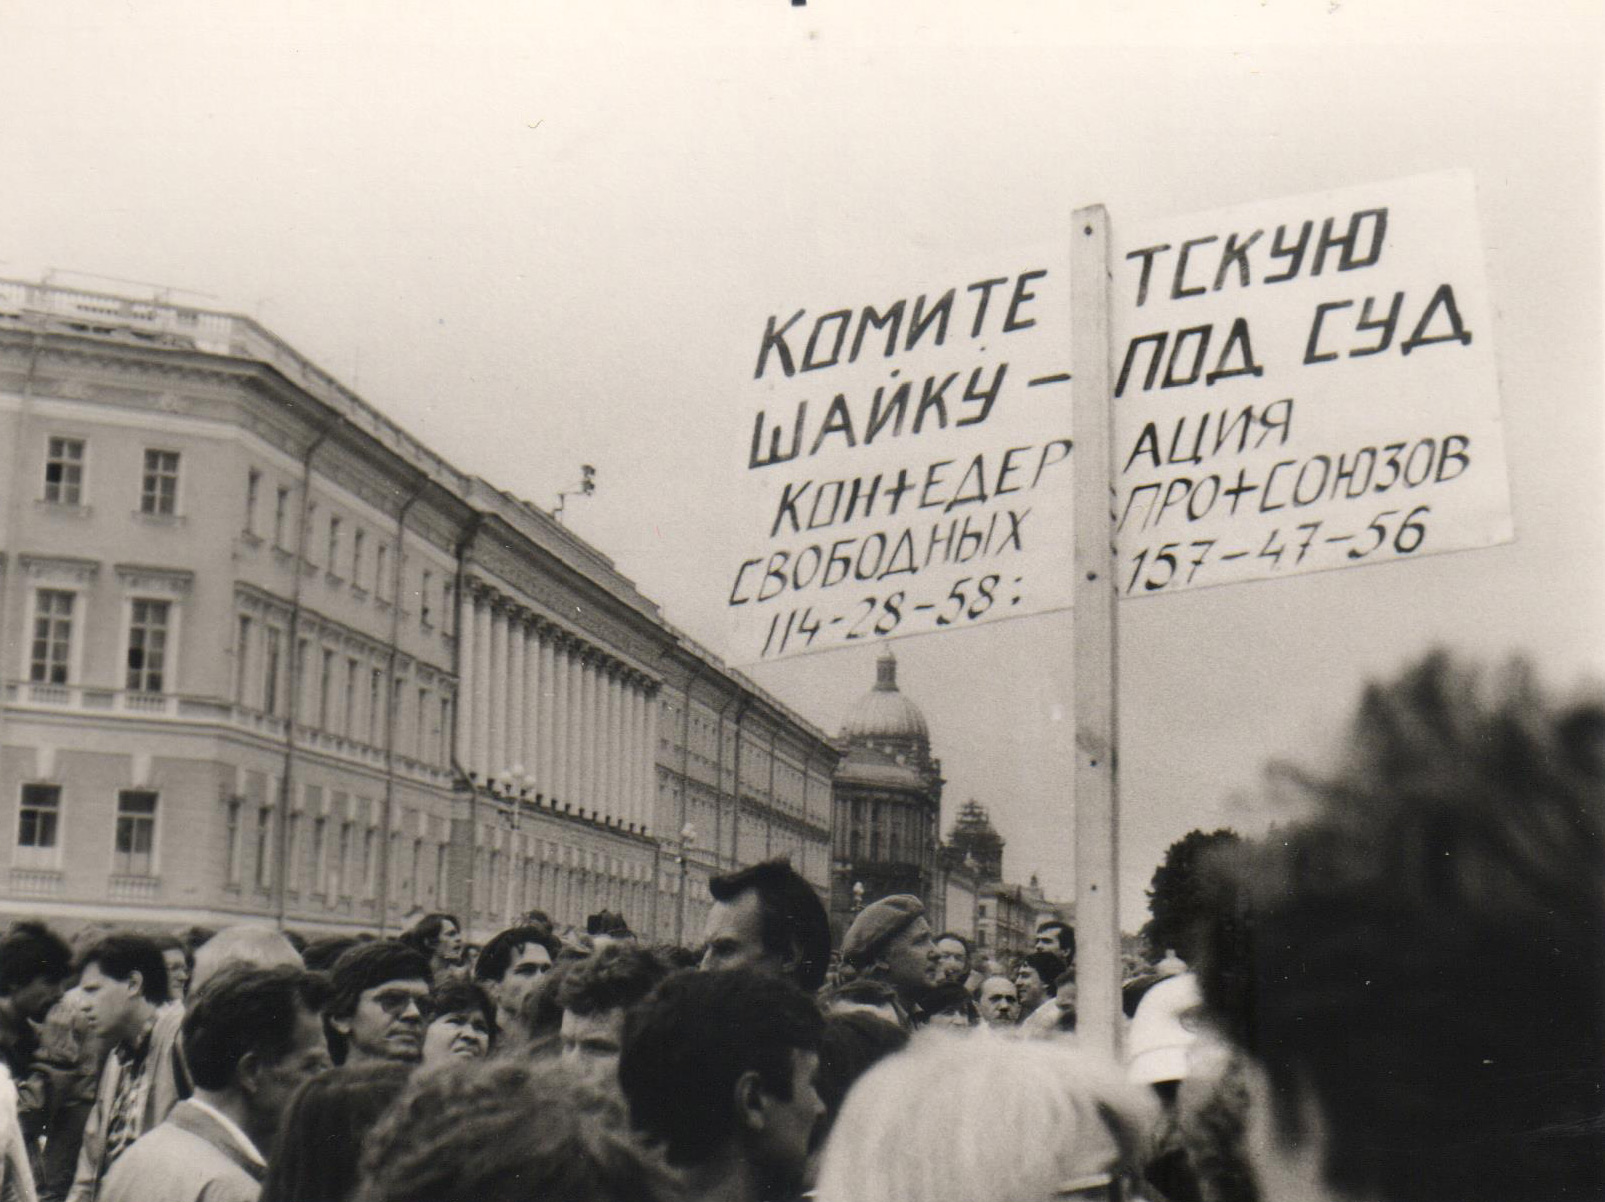 КОМИТЕТСКУЮ
ШАЙКУ – ПОД СУД
КОН+ЕДЕРАЦИЯ
СВОБОДНЫХ ПРО+СОЮЗОВ
114-28-58; 157-47-56